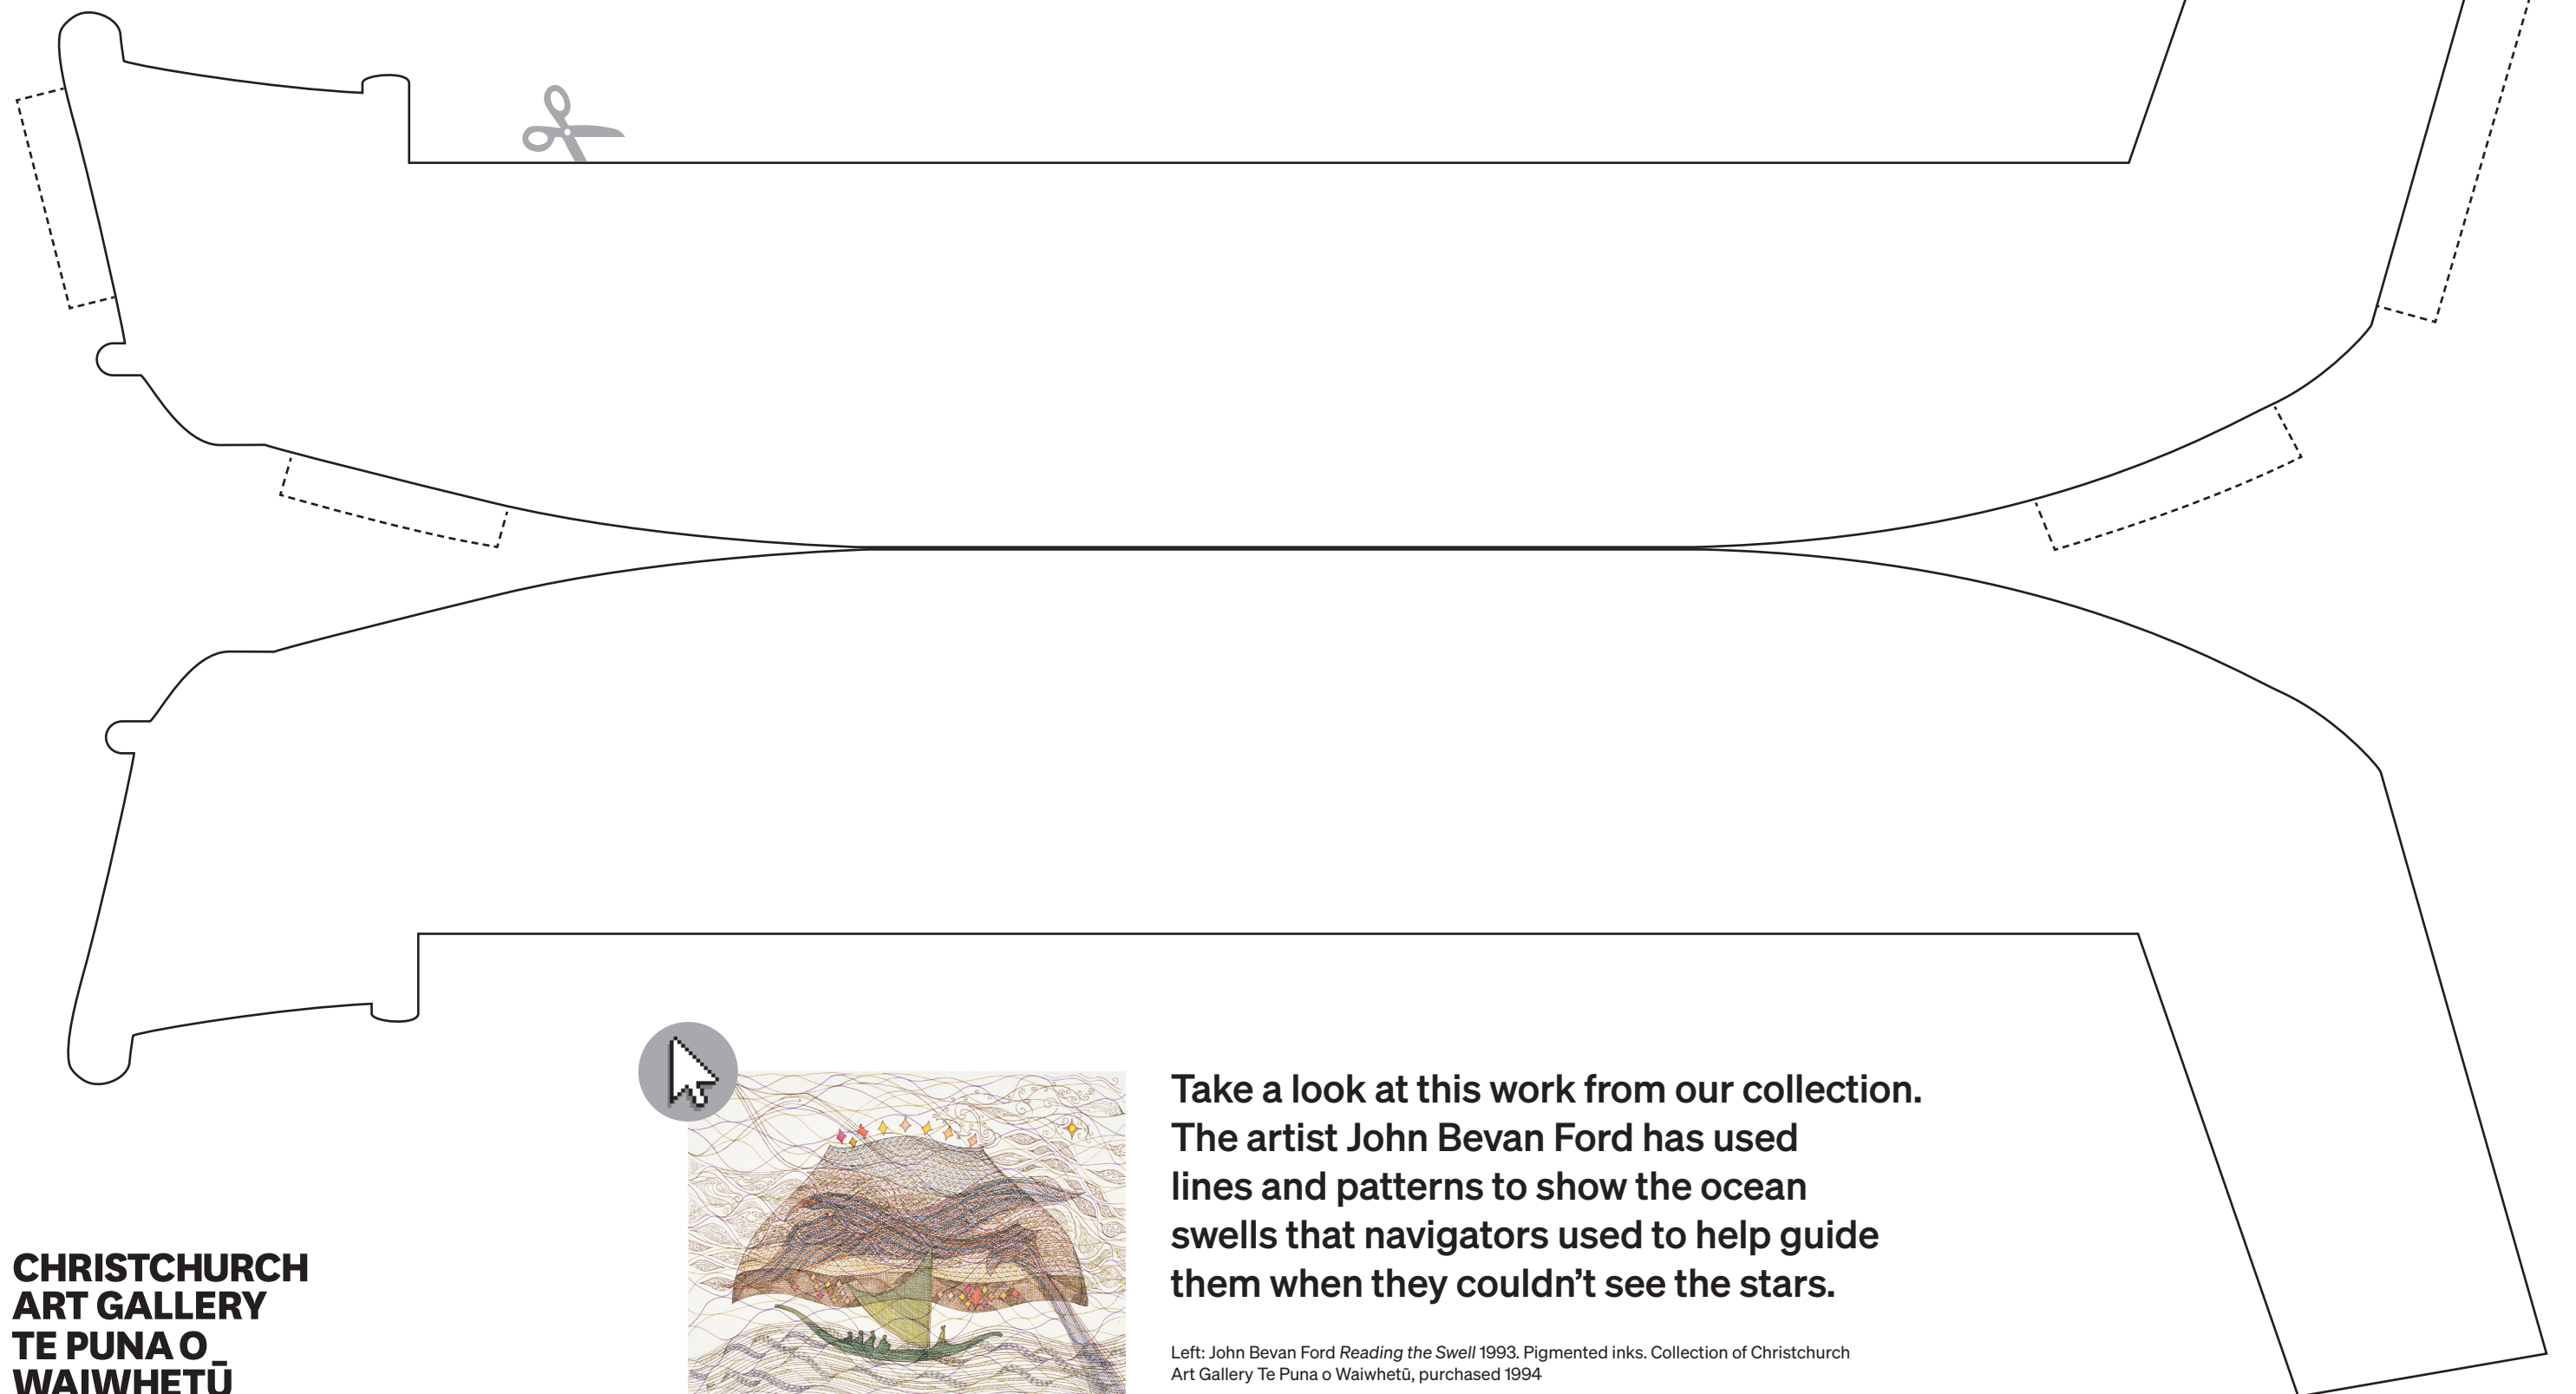 Take a look at this work from our collection.
The artist John Bevan Ford has used
lines and patterns to show the ocean
swells that navigators used to help guide
them when they couldn’t see the stars.
Left: John Bevan Ford Reading the Swell 1993. Pigmented inks. Collection of Christchurch
Art Gallery Te Puna o Waiwhetū, purchased 1994
CHRISTCHURCH
ART GALLERY
TE PUNA O
WAIWHETŪ